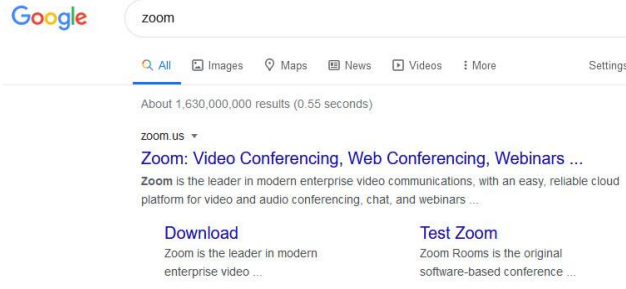 Google
zoom
All Images Maps News Videos More Settings
About 1,630,000,000 results (0.55 seconds)
zoom.us
Zoom: Video Conferencing, Web Conferencing, Webinars ...
Zoom is the leader in modern enterprise video communications, with an easy, reliable cloud
platform for video and audio conferencing, chat, and webinars ...
Download
Zoom is the leader in modern
enterprise video ...
Test Zoom
Zoom Rooms is the original
software-based conference ...